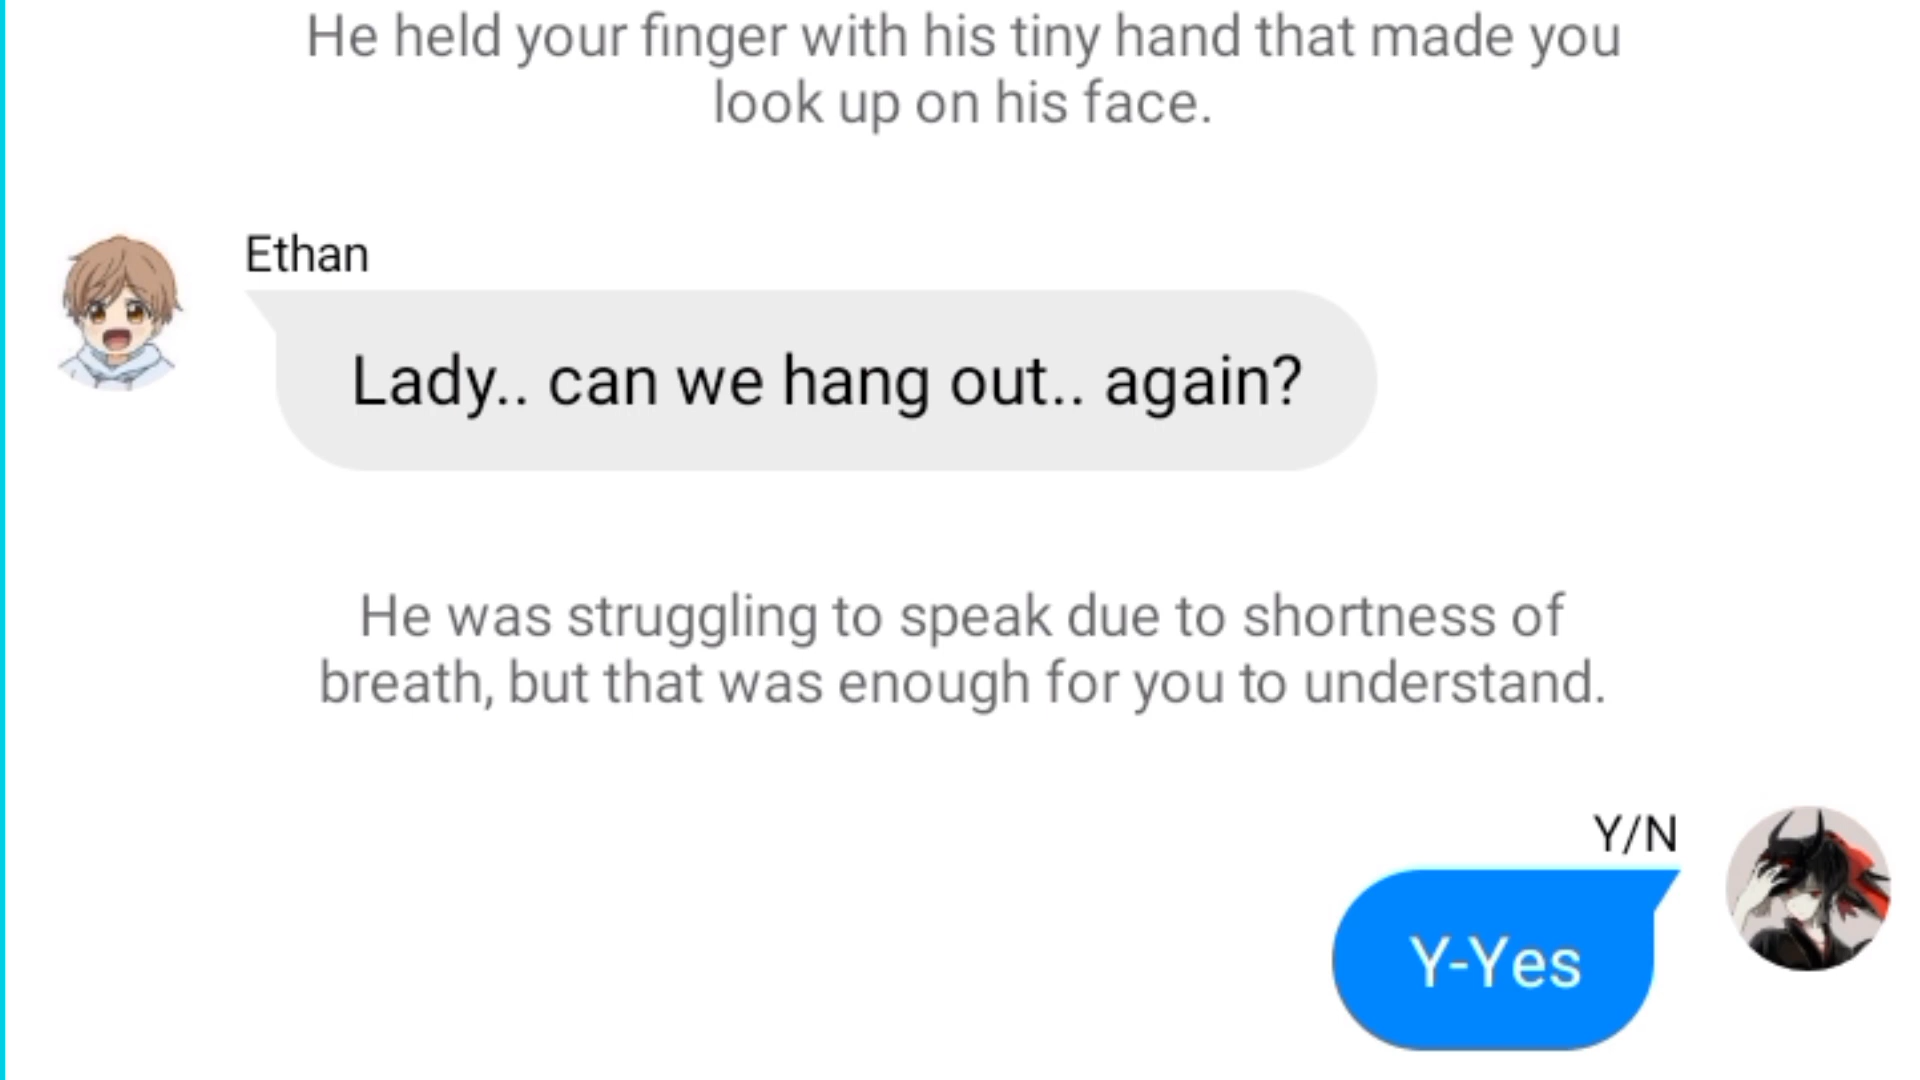 He held your finger with his tiny hand that made you
look up on his face.
Ethan
Lady.. can we hang out.. again?
He was struggling to speak due to shortness of
breath, but that was enough for you to understand.
Y/N
Y-Yes